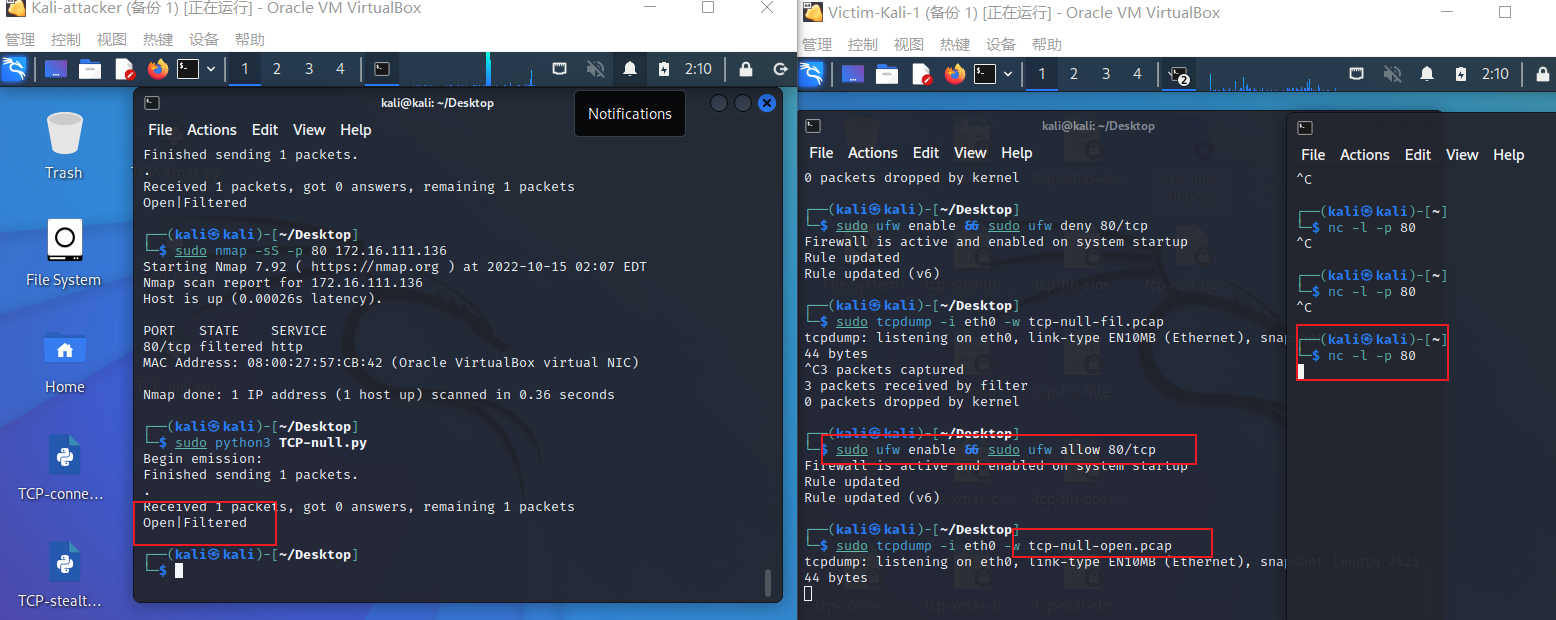 Kali-attacker (备份 1) [正在运行] - Oracle VM VirtualBox
管理 控制 视图 热键 设备 帮助
1 2 3 4 2:10
Trash
File System
Home
TCP-conne...
TCP-stealt...
kali@kali: ~/Desktop
Notifications
File Actions Edit View Help
Finished sending 1 packets.
.
Received 1 packets, got 0 answers, remaining 1 packets
Open|Filtered
┌──(kali㉿kali)-[~/Desktop]
└─$ sudo nmap -sS -p 80 172.16.111.136
Starting Nmap 7.92 ( https://nmap.org ) at 2022-10-15 02:07 EDT
Nmap scan report for 172.16.111.136
Host is up (0.00026s latency).
PORT STATE SERVICE
80/tcp filtered http
MAC Address: 08:00:27:57:CB:42 (Oracle VirtualBox virtual NIC)
Nmap done: 1 IP address (1 host up) scanned in 0.36 seconds
┌──(kali㉿kali)-[~/Desktop]
└─$ sudo python3 TCP-null.py
Begin emission:
Finished sending 1 packets.
.
Received 1 packets, got 0 answers, remaining 1 packets
Open|Filtered
┌──(kali㉿kali)-[~/Desktop]
└─$
Victim-Kali-1 (备份 1) [正在运行] - Oracle VM VirtualBox
管理 控制 视图 热键 设备 帮助
1 2 3 4 2 2:10
kali@kali: ~/Desktop
File Actions Edit View Help
0 packets dropped by kernel
┌──(kali㉿kali)-[~/Desktop]
└─$ sudo ufw enable && sudo ufw deny 80/tcp
Firewall is active and enabled on system startup
Rule updated
Rule updated (v6)
┌──(kali㉿kali)-[~/Desktop]
└─$ sudo tcpdump -i eth0 -w tcp-null-fil.pcap
tcpdump: listening on eth0, link-type EN10MB (Ethernet), snap
44 bytes
^C3 packets captured
3 packets received by filter
0 packets dropped by kernel
┌──(kali㉿kali)-[~/Desktop]
└─$ sudo ufw enable && sudo ufw allow 80/tcp
Firewall is active and enabled on system startup
Rule updated
Rule updated (v6)
┌──(kali㉿kali)-[~/Desktop]
└─$ sudo tcpdump -i eth0 -w tcp-null-open.pcap
tcpdump: listening on eth0, link-type EN10MB (Ethernet), snapshot length 2621
44 bytes
File Actions Edit View Help
^C
┌──(kali㉿kali)-[~]
└─$ nc -l -p 80
^C
┌──(kali㉿kali)-[~]
└─$ nc -l -p 80
^C
┌──(kali㉿kali)-[~]
└─$ nc -l -p 80